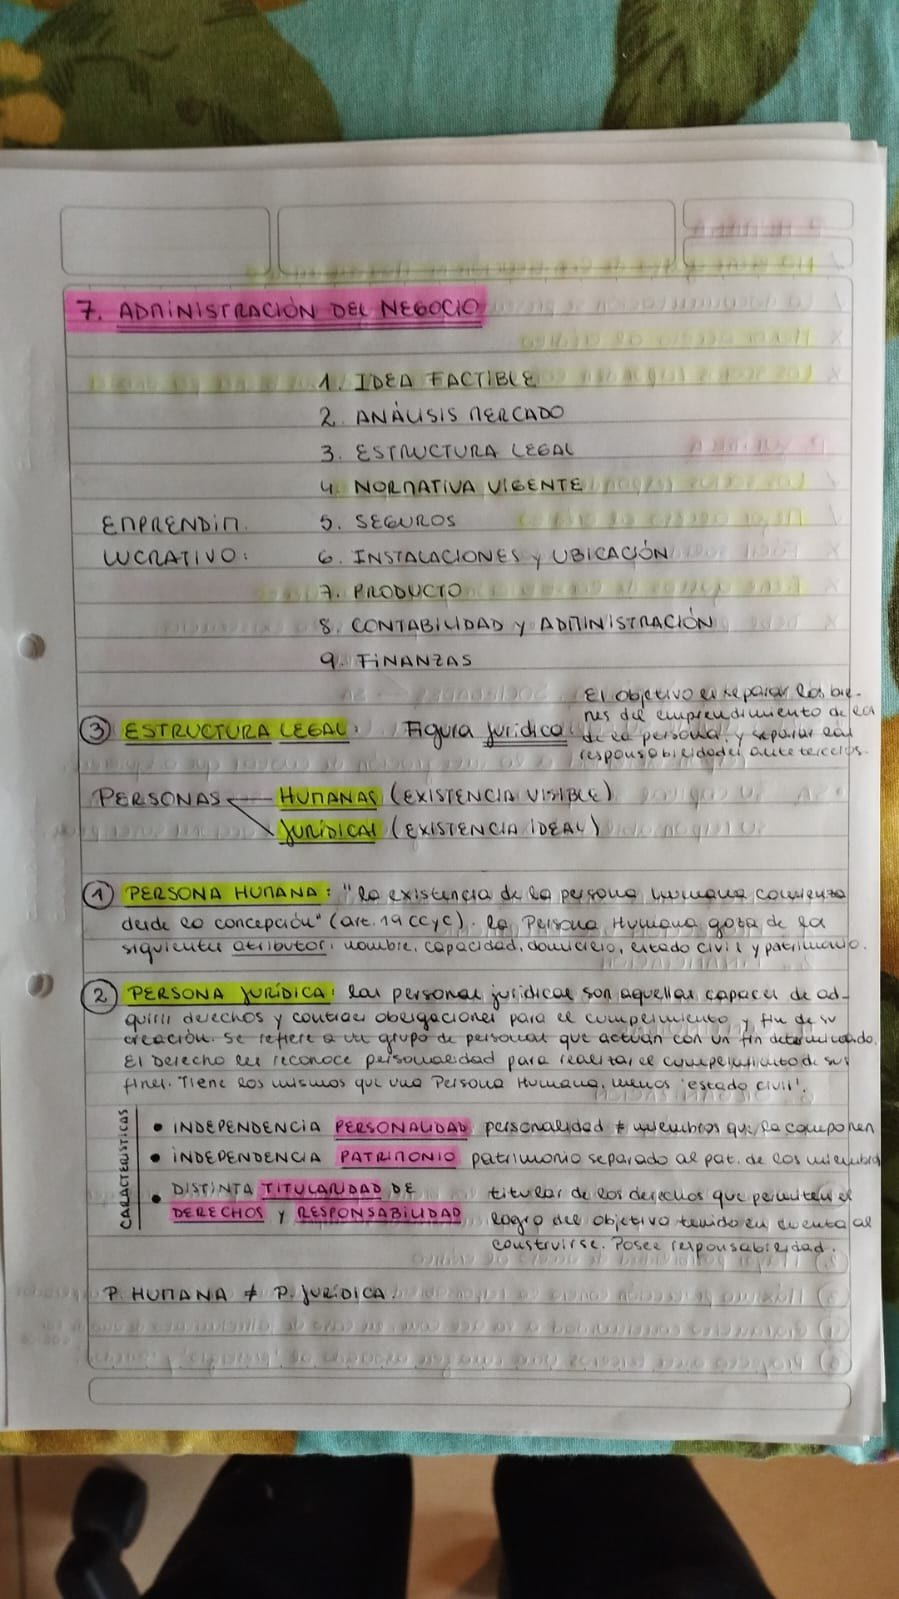 7. ADMINISTRACIÓN DEL NEGOCIO
1. IDEA FACTIBLE
2. ANÁLISIS MERCADO
3. ESTRUCTURA LEGAL
4. NORMATIVA VIGENTE
EMPRENDIM. 5. SEGUROS
LUCRATIVO: 6. INSTALACIONES y UBICACIÓN
7. PRODUCTO
8. CONTABILIDAD y ADMINISTRACIÓN
9. FINANZAS
③ ESTRUCTURA LEGAL: Figura jurídica
El objetivo es separar los bie-
nes del emprendimiento de la
de la persona, y separar las
responsabilidades ante terceros.
PERSONAS HUMANAS (EXISTENCIA VISIBLE)
JURÍDICAS (EXISTENCIA IDEAL)
① PERSONA HUMANA: "la existencia de la persona humana comienza
desde la concepción" (art. 19 CCyC). La Persona Humana goza de los
siguientes atributos: nombre, capacidad, domicilio, estado civil y patrimonio.
② PERSONA JURÍDICA: las personas jurídicas son aquellas capaces de ad-
quirir derechos y contraer obligaciones para el cumplimiento y fin de su
creación. Se refiere a un grupo de personas que actúan con un fin determinado.
El Derecho les reconoce personalidad para realizar el cumplimiento de sus
fines. Tiene los mismos que una Persona Humana, menos 'estado civil'.
CARACTERÍSTICAS
• INDEPENDENCIA PERSONALIDAD personalidad ≠ miembros que la componen
• INDEPENDENCIA PATRIMONIO patrimonio separado al pat. de los miembros
• DISTINTA TITULARIDAD DE titular de los derechos que permiten el
DERECHOS y RESPONSABILIDAD logro del objetivo tenido en cuenta al
construirse. Posee responsabilidad.
P. HUMANA ≠ P. JURÍDICA.